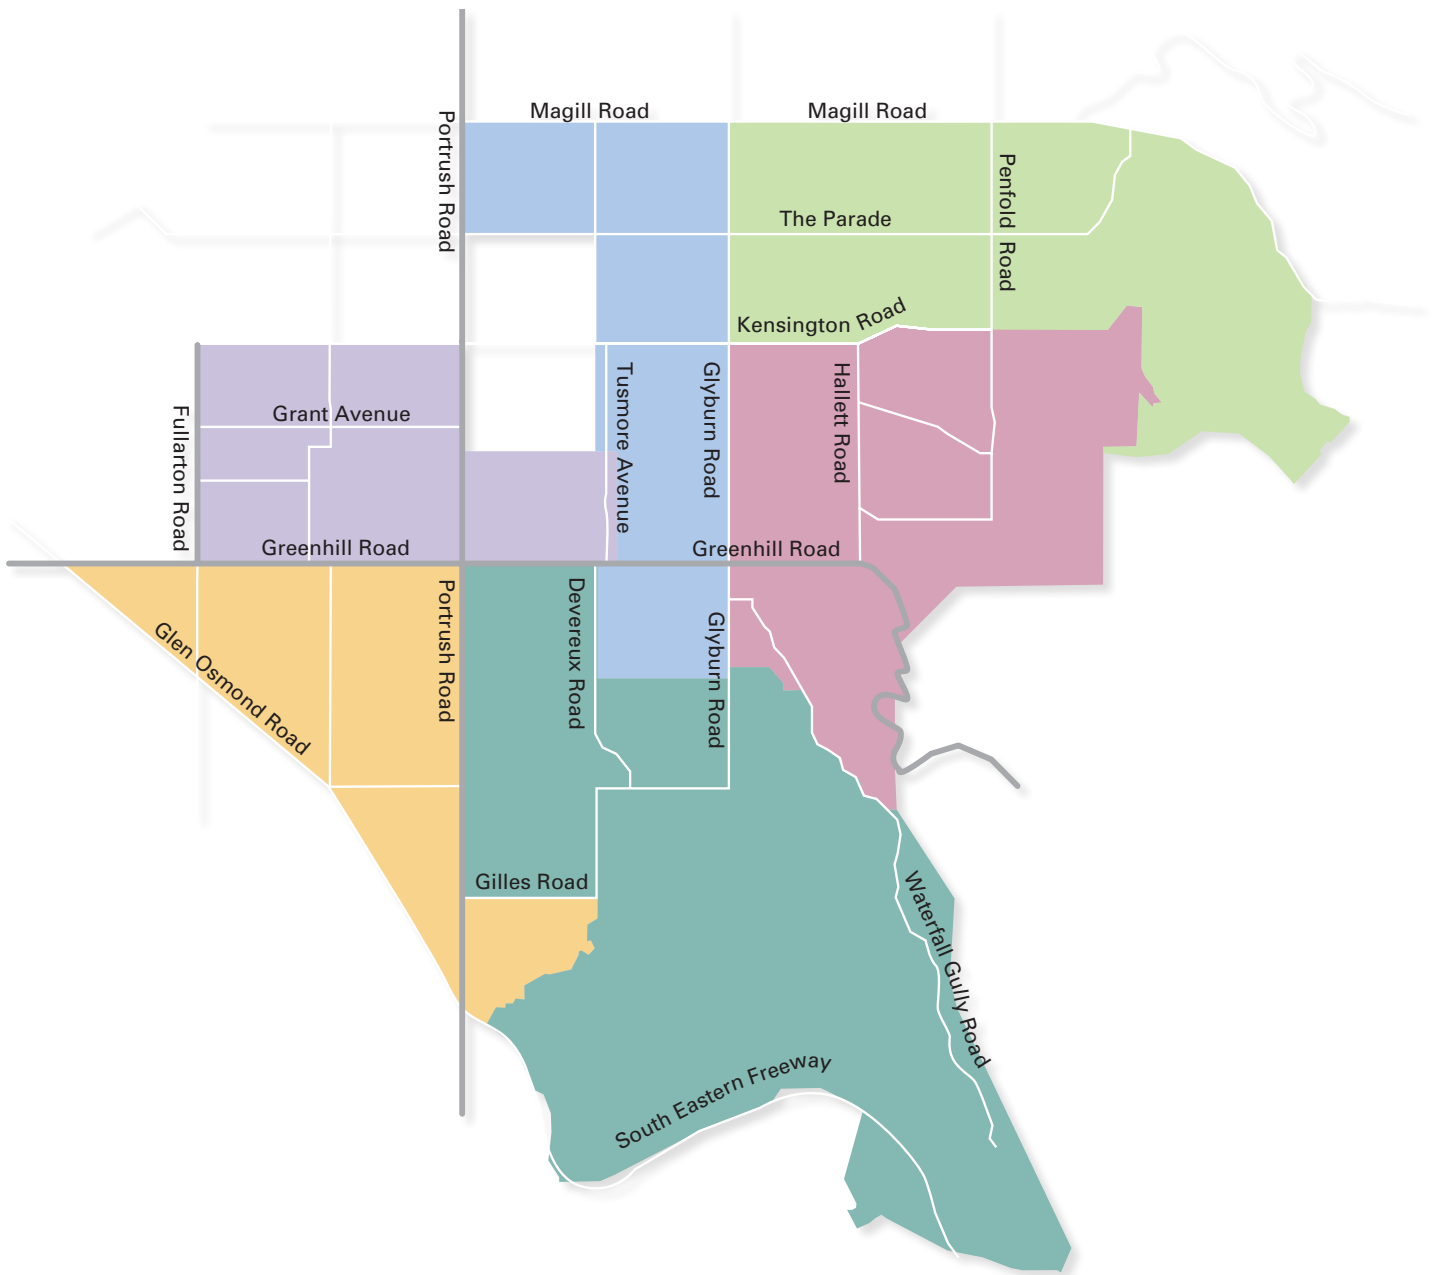 Magill Road
Magill Road
Portrush Road
Penfold Road
The Parade
Kensington Road
Tusmore Avenue
Glyburn Road
Hallett Road
Fullarton Road
Grant Avenue
Greenhill Road
Greenhill Road
Glen Osmond Road
Portrush Road
Devereux Road
Glyburn Road
Gilles Road
Waterfall Gully Road
South Eastern Freeway